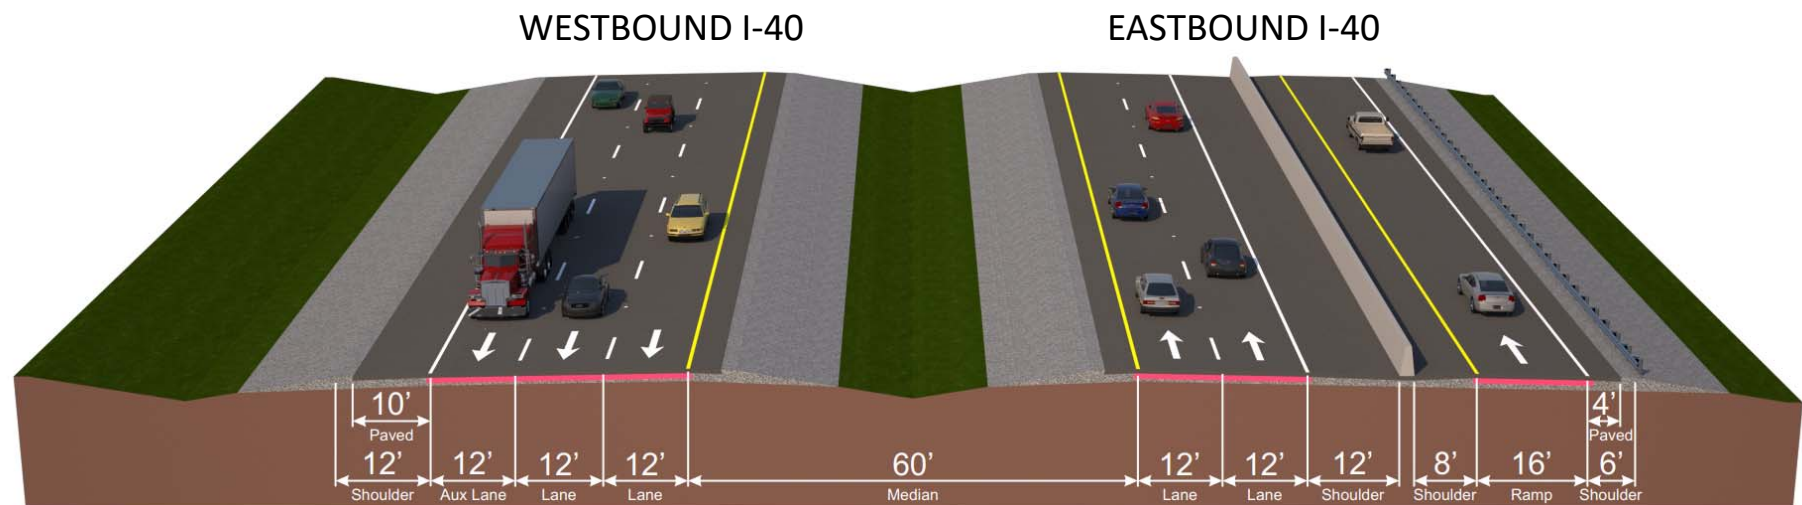 WESTBOUND I-40 EASTBOUND I-40
10’ 4’
Paved Paved
12’ 12’ 12’ 12’ 60’ 12’ 12’ 12’ 8’ 16’ 6’
Shoulder Aux Lane Lane Lane Median Lane Lane Shoulder Shoulder Ramp Shoulder